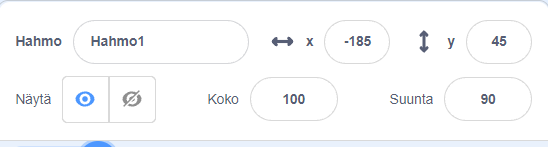 Hahmo Hahmo1 x -185 y 45
Näytä Koko 100 Suunta 90